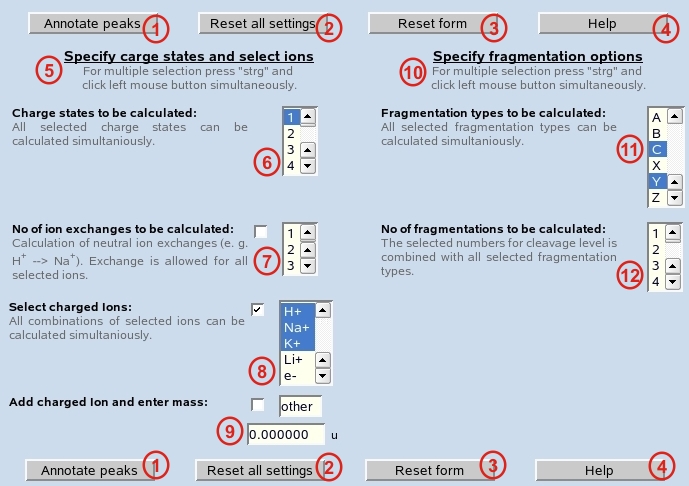 Annotate peaks 1 Reset all settings 2 Reset form 3 Help 4
5 Specify carge states and select ions
For multiple selection press "strg" and
click left mouse button simultaneously.
10 Specify fragmentation options
For multiple selection press "strg" and
click left mouse button simultaneously.
Charge states to be calculated:
All selected charge states can be
calculated simultaniously.
6
1
2
3
4
Fragmentation types to be calculated:
All selected fragmentation types can be
calculated simultaniously.
11
A
B
C
X
Y
Z
No of ion exchanges to be calculated:
Calculation of neutral ion exchanges (e. g.
H+ --> Na+). Exchange is allowed for all
selected ions.
7
1
2
3
No of fragmentations to be calculated:
The selected numbers for cleavage level is
combined with all selected fragmentation
types.
12
1
2
3
4
Select charged Ions:
All combinations of selected ions can be
calculated simultaniously.
8
H+
Na+
K+
Li+
e-
Add charged Ion and enter mass:
other
9 0.000000 u
Annotate peaks 1 Reset all settings 2 Reset form 3 Help 4